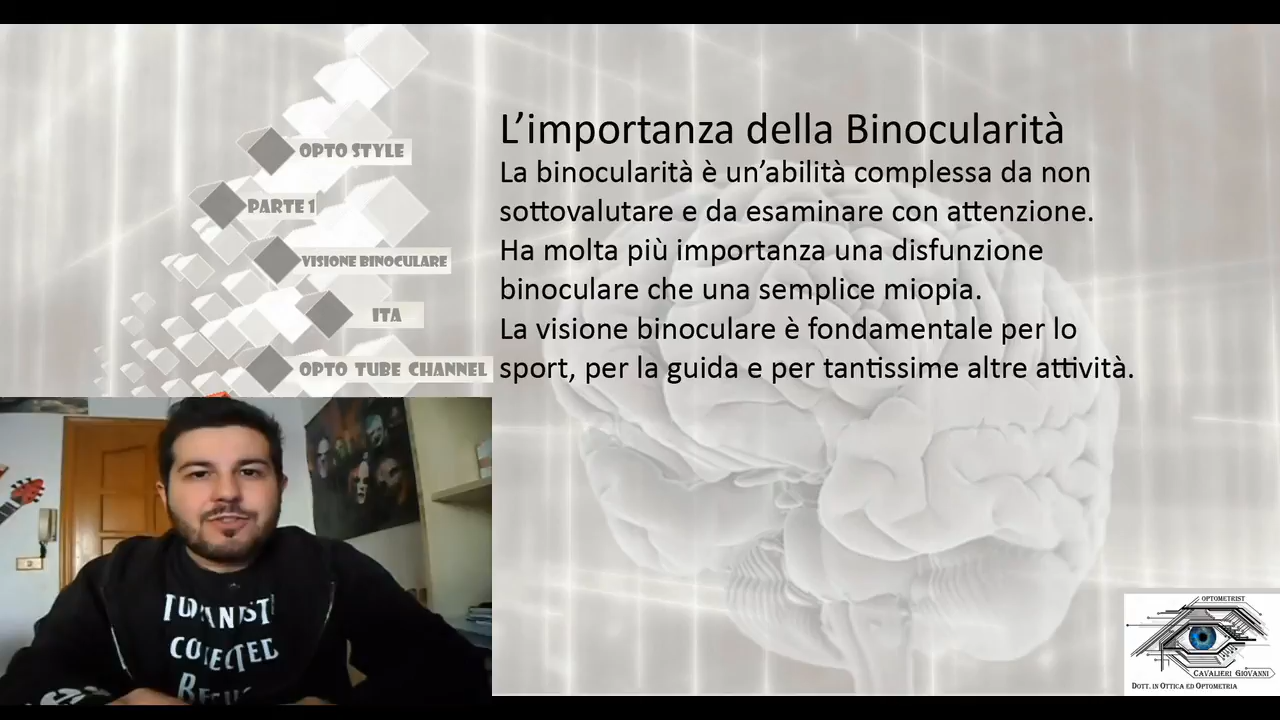 OPTO STYLE
PARTE 1
VISIONE BINOCULARE
ITA
OPTO TUBE CHANNEL
L'importanza della Binocularità
La binocularità è un'abilità complessa da non
sottovalutare e da esaminare con attenzione.
Ha molta più importanza una disfunzione
binoculare che una semplice miopia.
La visione binoculare è fondamentale per lo
sport, per la guida e per tantissime altre attività.
OPTOMETRIST
CAVALIERI GIOVANNI
DOTT. IN OTTICA ED OPTOMETRIA